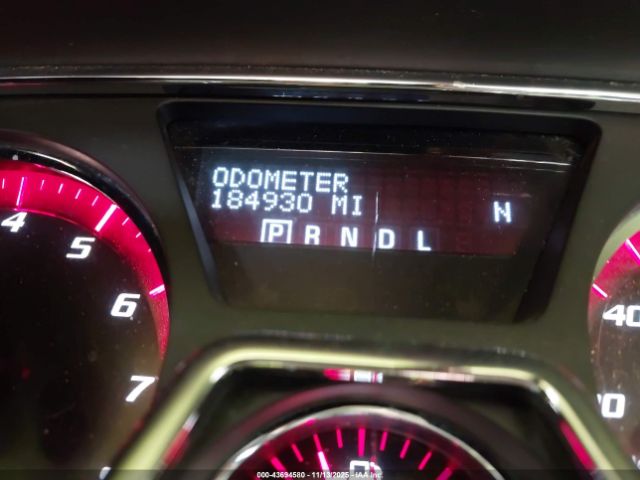 ODOMETER
184930 MI
N
P R N D L
4
5
6
7
40
000-43694580 - 11/13/2025 - IAA Inc.